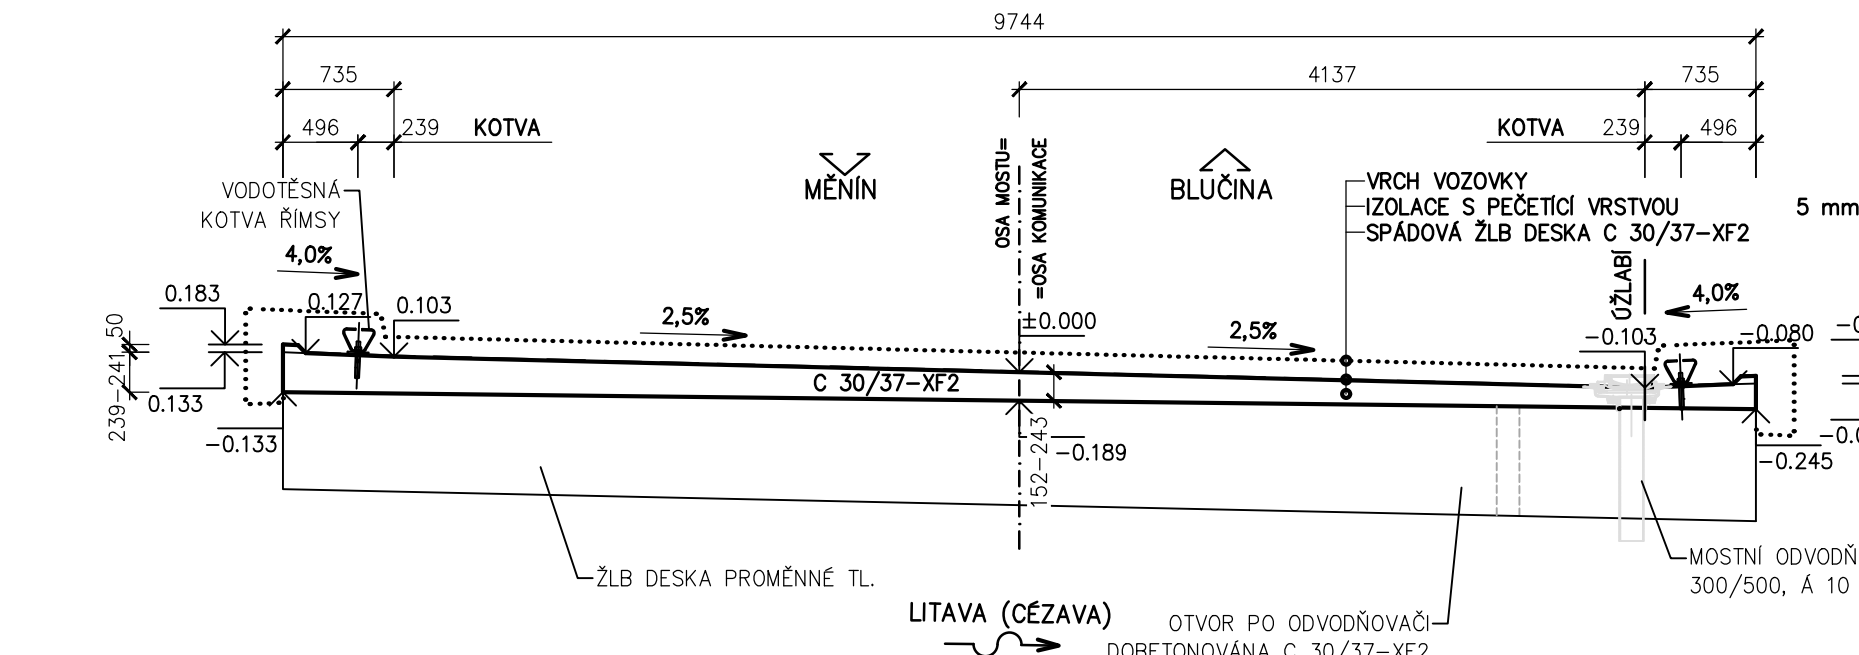 9744
735
4137
735
496
239
KOTVA
KOTVA
239
496
VODOTĚSNÁ
KOTVA ŘÍMSY
MĚNÍN
OSA MOSTU=
=OSA KOMUNIKACE
BLUČINA
VRCH VOZOVKY
IZOLACE S PEČETÍCÍ VRSTVOU
SPÁDOVÁ ŽLB DESKA C 30/37-XF2
5 mm
4,0%
ÚŽLABÍ
4,0%
0.183
0.127
0.103
2,5%
±0.000
2,5%
-0.103
-0.080
50
239-241
0.133
C 30/37-XF2
-0.133
152-243
-0.189
-0.245
ŽLB DESKA PROMĚNNÉ TL.
MOSTNÍ ODVODŇ
300/500, Á 10
LITAVA (CÉZAVA)
OTVOR PO ODVODŇOVAČI
DOBETONOVÁNA C 30/37-XF2